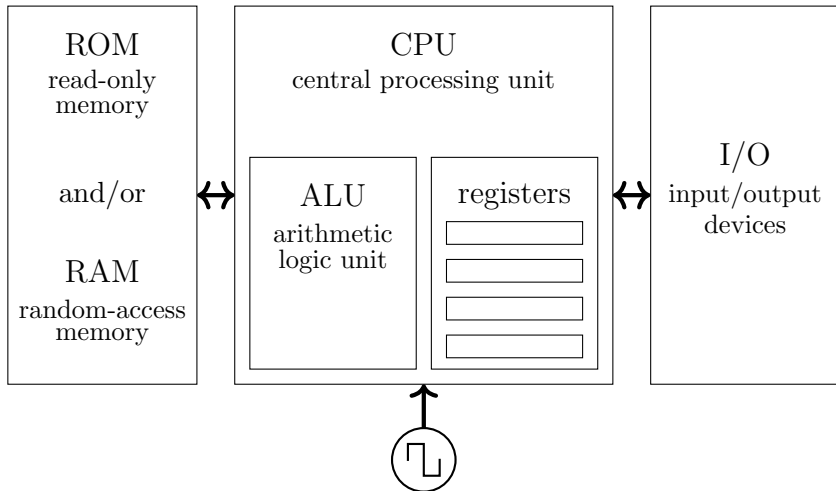 ROM
read-only
memory
and/or
RAM
random-access
memory
CPU
central processing unit
ALU
arithmetic
logic unit
registers
I/O
input/output
devices